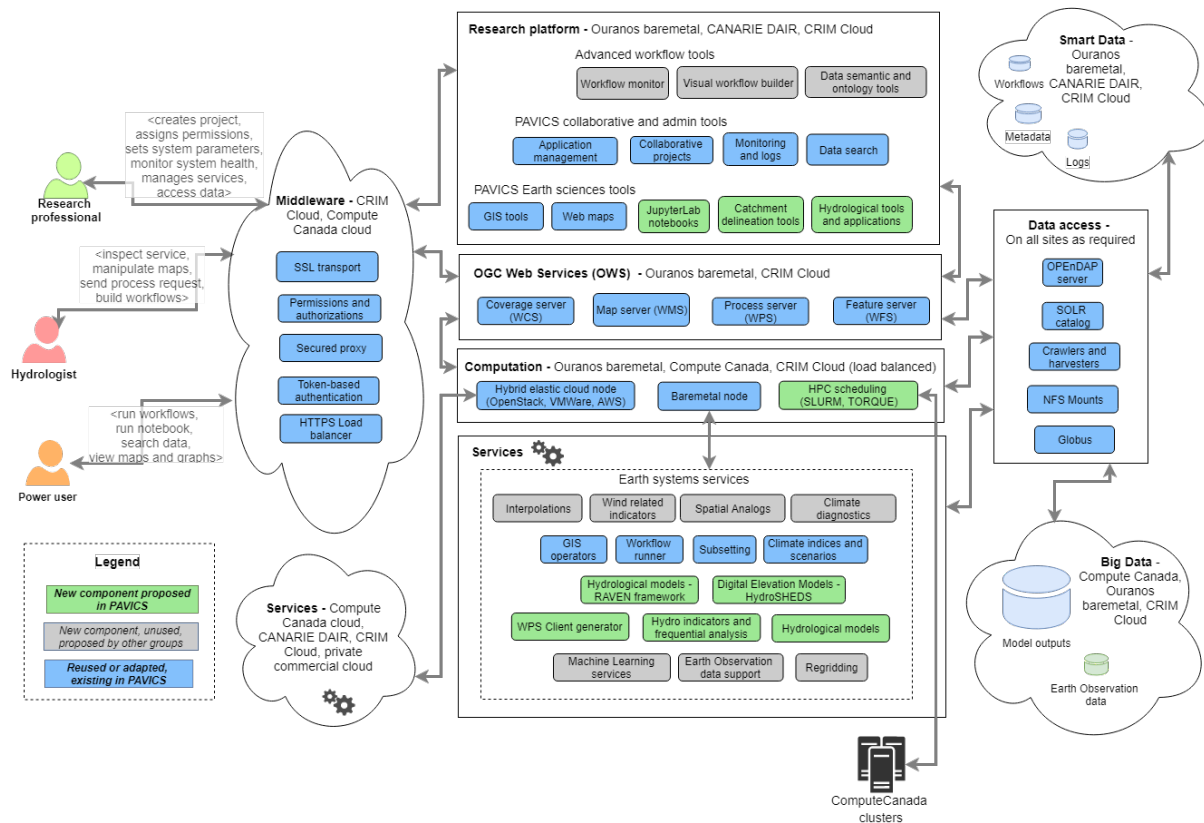 <creates project,
assigns permissions,
sets system parameters,
monitor system health,
manages services,
access data>
Research
professional
<inspect service,
manipulate maps,
send process request,
build workflows>
Hydrologist
<run workflows,
run notebook,
search data,
view maps and graphs>
Power user
Middleware - CRIM
Cloud, Compute
Canada cloud
SSL transport
Permissions and
authorizations
Secured proxy
Token-based
authentication
HTTPS Load
balancer
Research platform - Ouranos baremetal, CANARIE DAIR, CRIM Cloud
Advanced workflow tools
Workflow monitor
Visual workflow builder
Data semantic and
ontology tools
PAVICS collaborative and admin tools
Application
management
Collaborative
projects
Monitoring
and logs
Data search
PAVICS Earth sciences tools
GIS tools
Web maps
JupyterLab
notebooks
Catchment
delineation tools
Hydrological tools
and applications
OGC Web Services (OWS) - Ouranos baremetal, CRIM Cloud
Coverage server
(WCS)
Map server (WMS)
Process server
(WPS)
Feature server
(WFS)
Computation - Ouranos baremetal, Compute Canada, CRIM Cloud (load balanced)
Hybrid elastic cloud node
(OpenStack, VMWare, AWS)
Baremetal node
HPC scheduling
(SLURM, TORQUE)
Services
Earth systems services
Interpolations
Wind related
indicators
Spatial Analogs
Climate
diagnostics
GIS
operators
Workflow
runner
Subsetting
Climate indices and
scenarios
Hydrological models -
RAVEN framework
Digital Elevation Models -
HydroSHEDS
WPS Client generator
Hydro indicators and
frequential analysis
Hydrological models
Machine Learning
services
Earth Observation
data support
Regridding
Smart Data -
Ouranos
baremetal,
CANARIE DAIR,
CRIM Cloud
Workflows
Metadata
Logs
Data access -
On all sites as required
OPEnDAP
server
SOLR
catalog
Crawlers and
harvesters
NFS Mounts
Globus
Big Data -
Compute Canada,
Ouranos
baremetal, CRIM
Cloud
Model outputs
Earth Observation
data
Legend
New component proposed
in PAVICS
New component, unused,
proposed by other groups
Reused or adapted,
existing in PAVICS
Services - Compute
Canada cloud,
CANARIE DAIR, CRIM
Cloud, private
commercial cloud
ComputeCanada
clusters